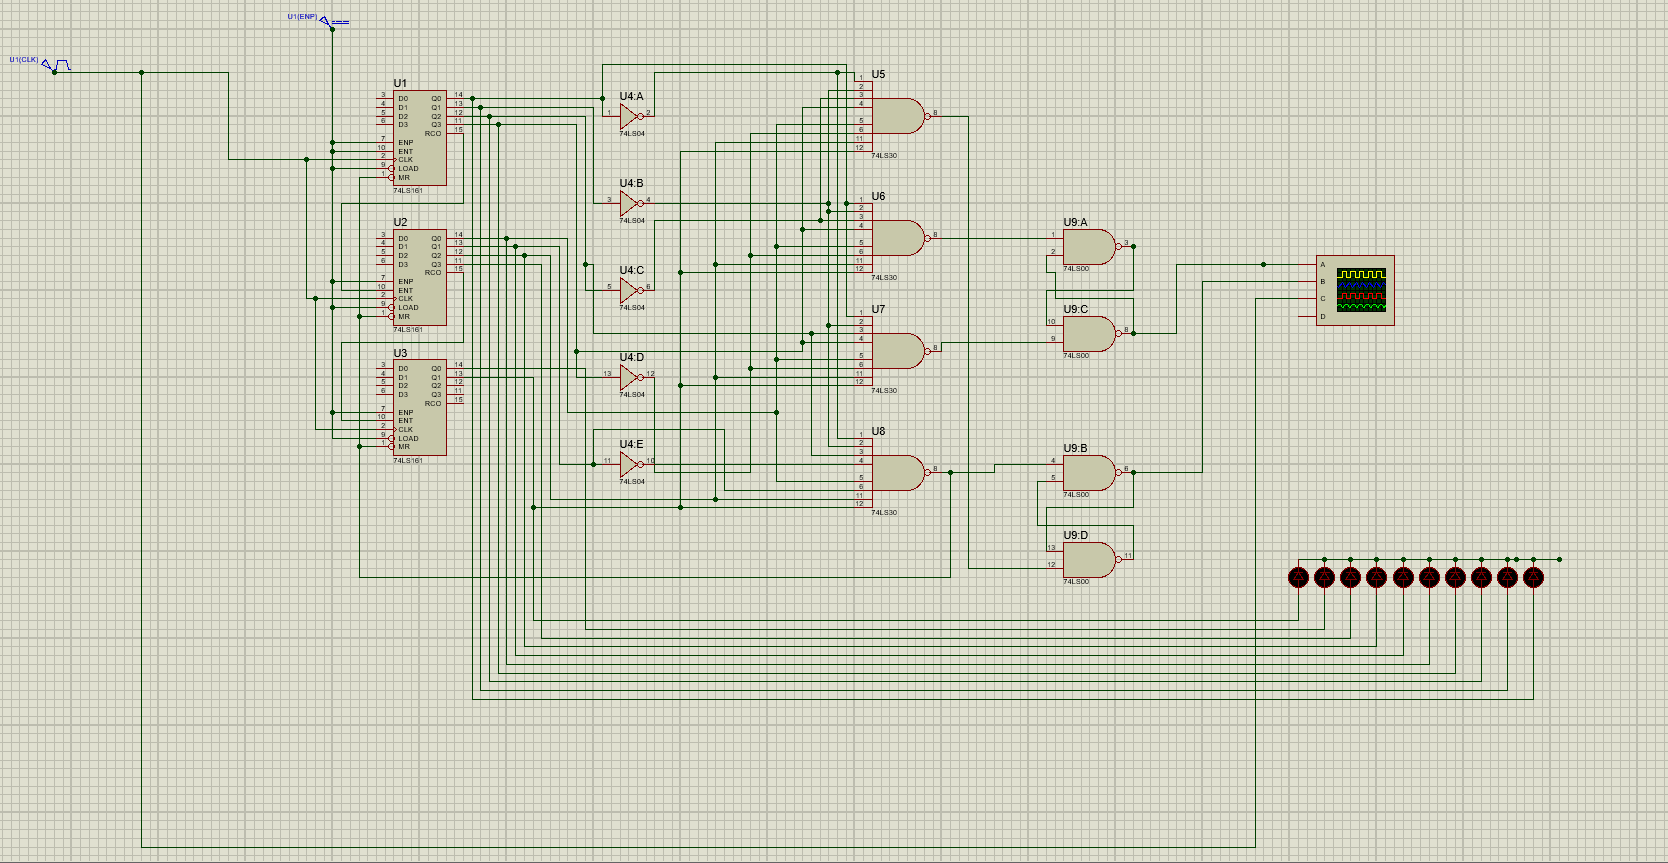 U1(ENP)
U1(CLK)
U1
3 D0 Q0 14
4 D1 Q1 13
5 D2 Q2 12
6 D3 Q3 11
RCO 15
7 ENP
10 ENT
2 CLK
9 LOAD
1 MR
74LS161
U2
3 D0 Q0 14
4 D1 Q1 13
5 D2 Q2 12
6 D3 Q3 11
RCO 15
7 ENP
10 ENT
2 CLK
9 LOAD
1 MR
74LS161
U3
3 D0 Q0 14
4 D1 Q1 13
5 D2 Q2 12
6 D3 Q3 11
RCO 15
7 ENP
10 ENT
2 CLK
9 LOAD
1 MR
74LS161
U4:A
1 2
74LS04
U4:B
3 4
74LS04
U4:C
5 6
74LS04
U4:D
13 12
74LS04
U4:E
11 10
74LS04
U5
1
2
3
4
5
6
11
12
8
74LS30
U6
1
2
3
4
5
6
11
12
8
74LS30
U7
1
2
3
4
5
6
11
12
8
74LS30
U8
1
2
3
4
5
6
11
12
8
74LS30
U9:A
1
2
3
74LS00
U9:C
10
9
8
74LS00
U9:B
4
5
6
74LS00
U9:D
13
12
11
74LS00
A
B
C
D